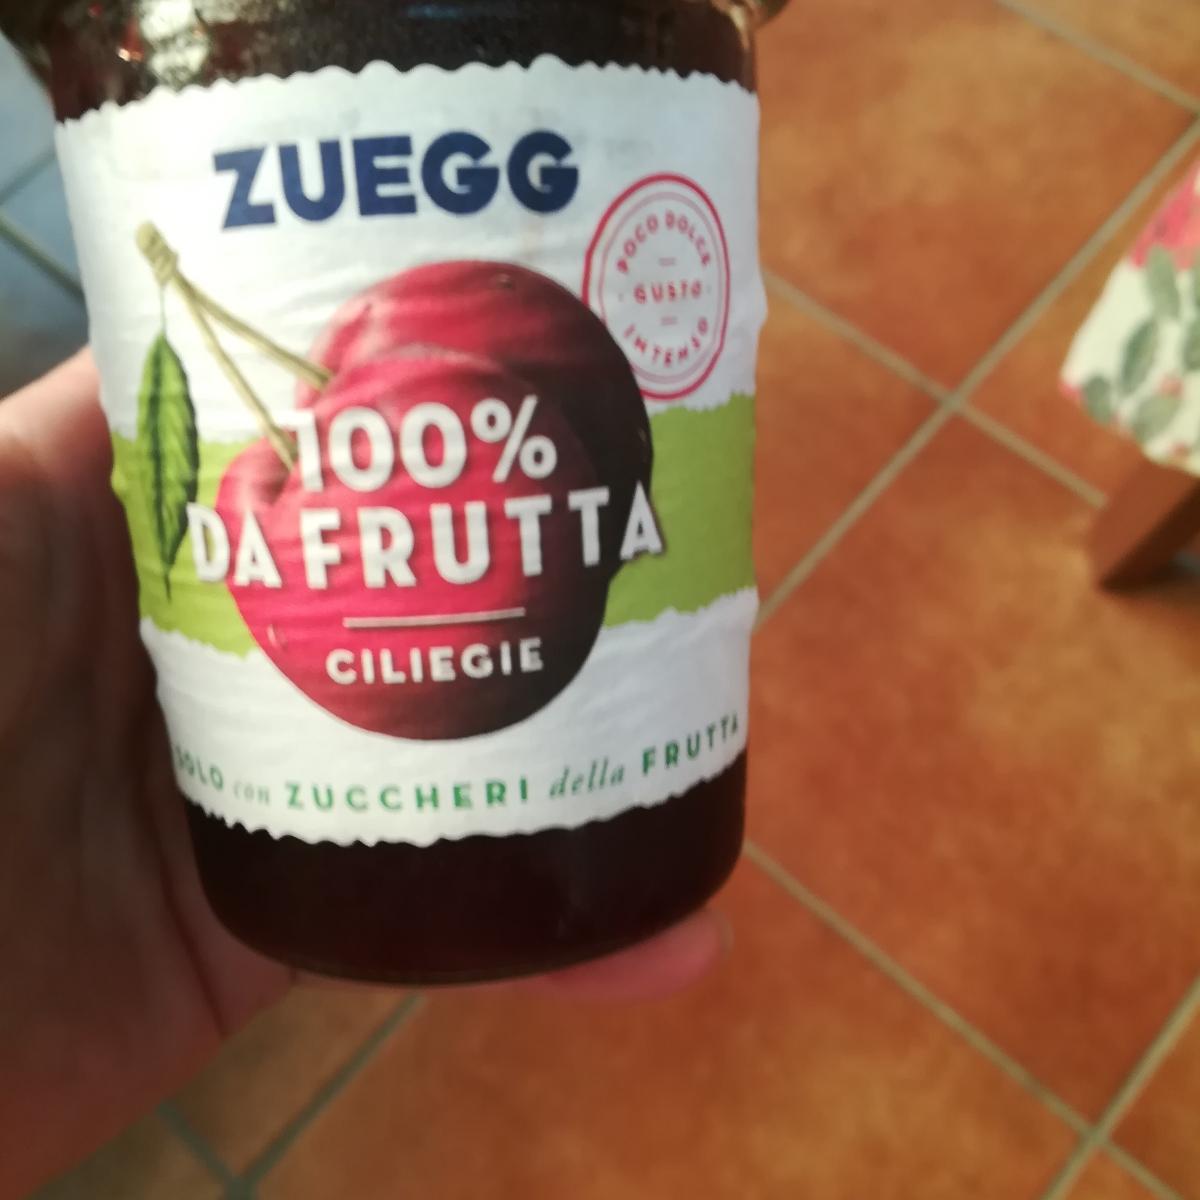 ZUEGG
POCO DOLCE
GUSTO
INTENSO
100%
DA FRUTTA
CILIEGIE
SOLO con ZUCCHERI della FRUTTA